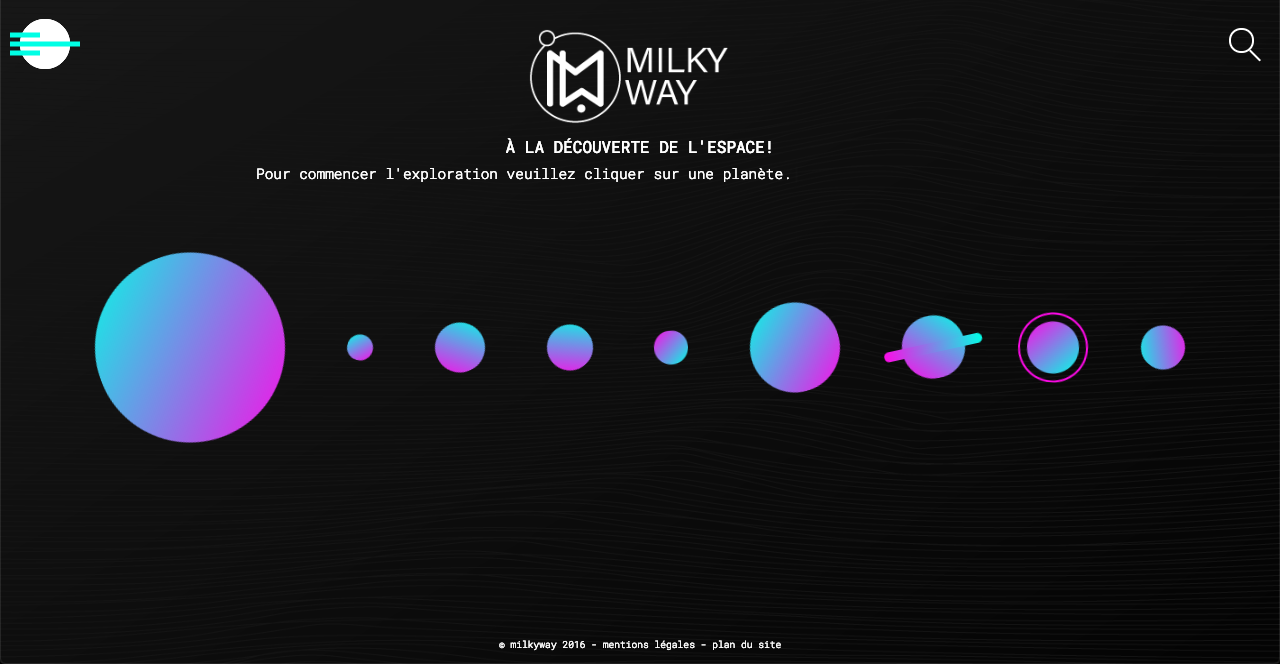 MILKY
WAY
À LA DÉCOUVERTE DE L'ESPACE!
Pour commencer l'exploration veuillez cliquer sur une planète.
© milkyway 2016 - mentions légales - plan du site